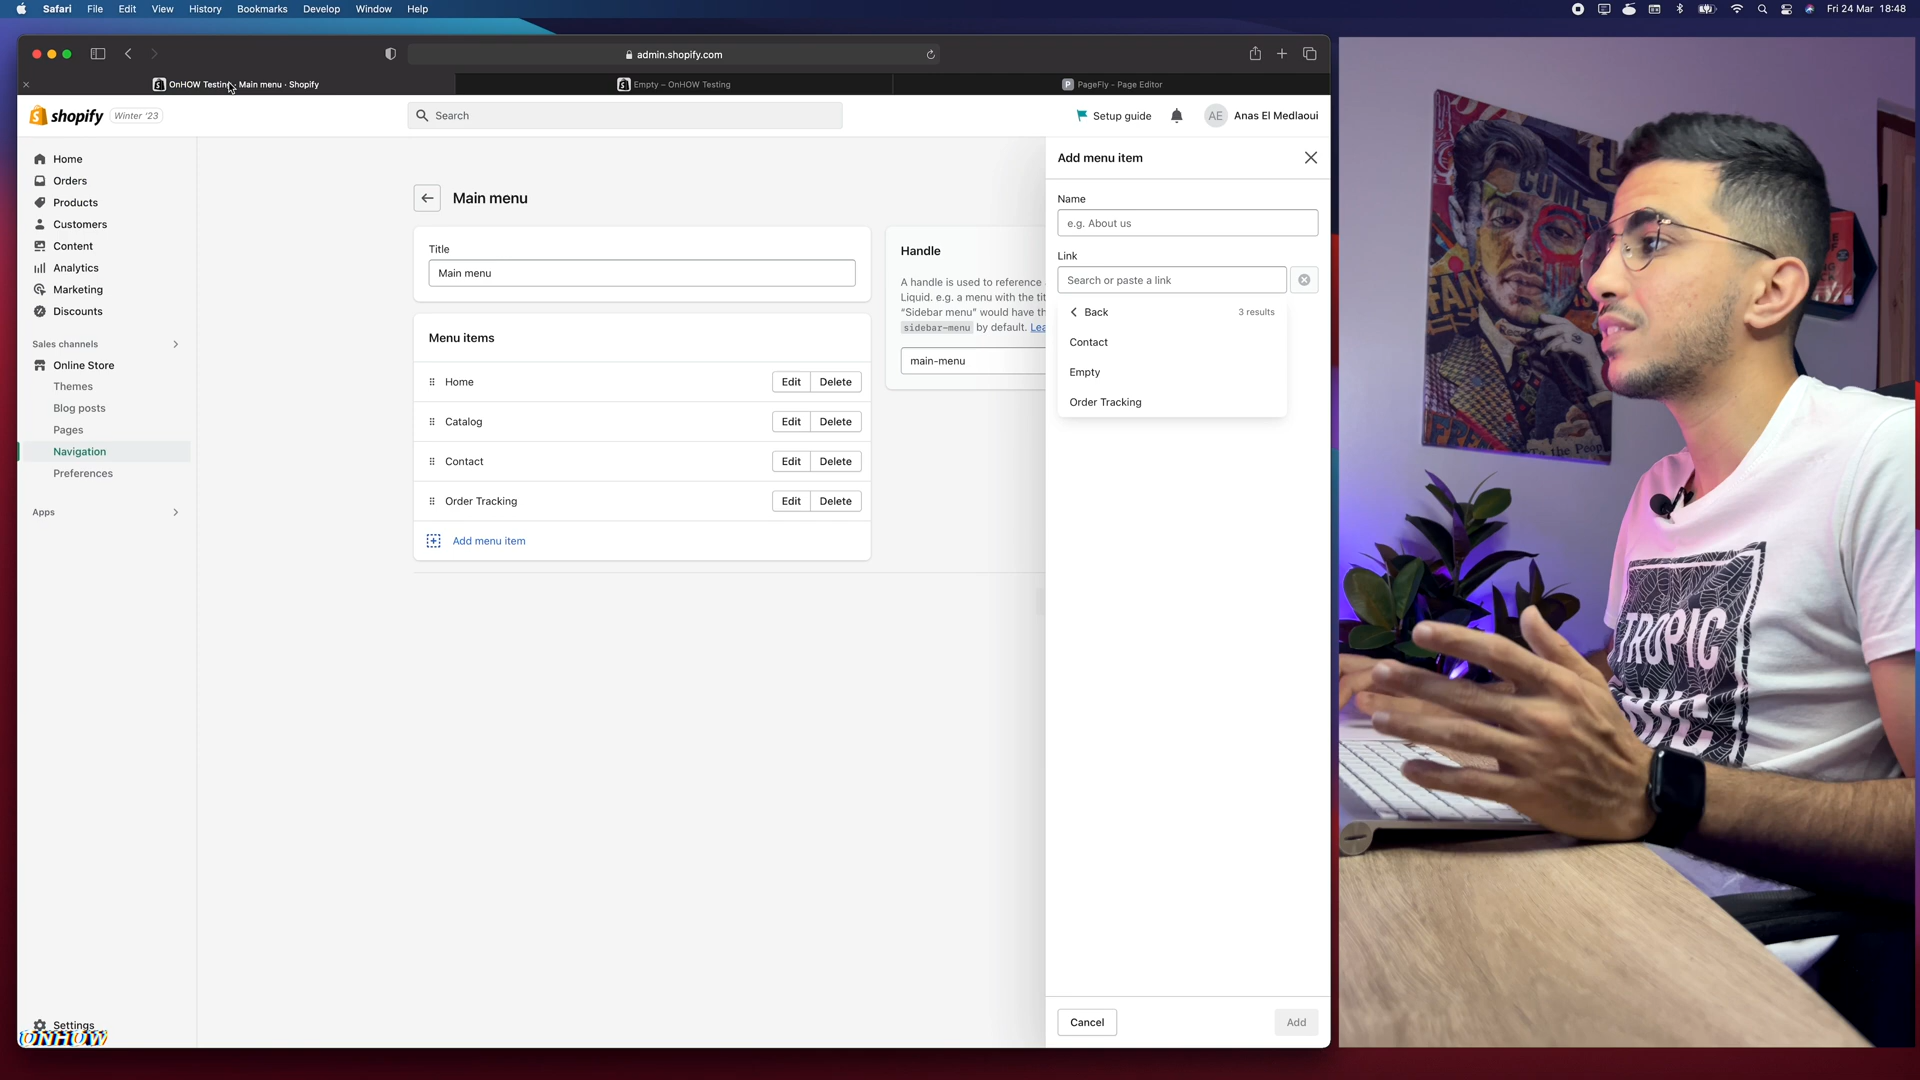 Safari File Edit View History Bookmarks Develop Window Help
Fri 24 Mar 18:48
admin.shopify.com
OnHOW Testing · Main menu · Shopify
Empty – OnHOW Testing
PageFly - Page Editor
shopify
Winter '23
Search
Setup guide
AE
Anas El Medlaoui
Home
Orders
Products
Customers
Content
Analytics
Marketing
Discounts
Sales channels
Online Store
Themes
Blog posts
Pages
Navigation
Preferences
Apps
Settings
ONHOW
Main menu
Title
Main menu
Menu items
Home
Edit
Delete
Catalog
Edit
Delete
Contact
Edit
Delete
Order Tracking
Edit
Delete
Add menu item
Handle
A handle is used to reference
Liquid. e.g. a menu with the tit
"Sidebar menu" would have th
sidebar-menu by default. Lea
main-menu
Add menu item
Name
e.g. About us
Link
Search or paste a link
Back
3 results
Contact
Empty
Order Tracking
Cancel
Add
To the People
TROPIC